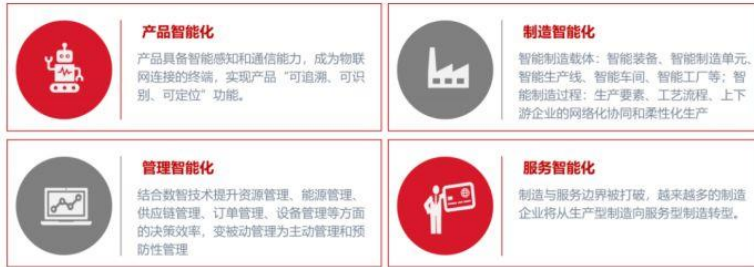 产品智能化
产品具备智能感知和通信能力，成为物联
网连接的终端，实现产品“可追溯、可识
别、可定位”功能。
制造智能化
智能制造载体：智能装备、智能制造单元、
智能生产线、智能车间、智能工厂等；智
能制造过程：生产要素、工艺流程、上下
游企业的网络化协同和柔性化生产
管理智能化
结合数智技术提升资源管理、能源管理、
供应链管理、订单管理、设备管理等方面
的决策效率，变被动管理为主动管理和预
防性管理
服务智能化
制造与服务边界被打破，越来越多的制造
企业将从生产型制造向服务型制造转型。